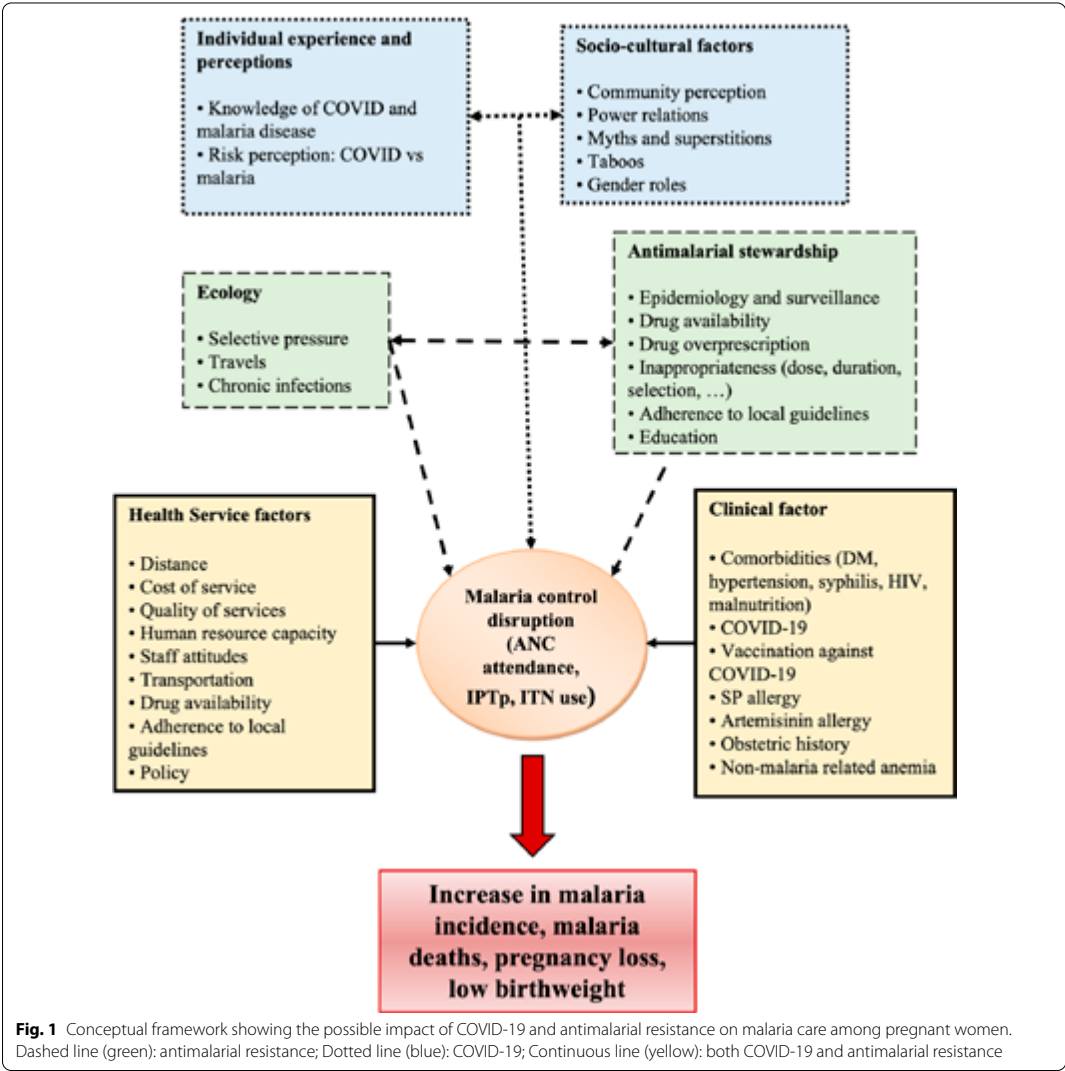 Individual experience and
perceptions
• Knowledge of COVID and
malaria disease
• Risk perception: COVID vs
malaria
Socio-cultural factors
• Community perception
• Power relations
• Myths and superstitions
• Taboos
• Gender roles
Ecology
• Selective pressure
• Travels
• Chronic infections
Antimalarial stewardship
• Epidemiology and surveillance
• Drug availability
• Drug overprescription
• Inappropriateness (dose, duration,
selection, …)
• Adherence to local guidelines
• Education
Health Service factors
• Distance
• Cost of service
• Quality of services
• Human resource capacity
• Staff attitudes
• Transportation
• Drug availability
• Adherence to local
guidelines
• Policy
Malaria control
disruption
(ANC
attendance,
IPTp, ITN use)
Clinical factor
• Comorbidities (DM,
hypertension, syphilis, HIV,
malnutrition)
• COVID-19
• Vaccination against
COVID-19
• SP allergy
• Artemisinin allergy
• Obstetric history
• Non-malaria related anemia
Increase in malaria
incidence, malaria
deaths, pregnancy loss,
low birthweight
Fig. 1 Conceptual framework showing the possible impact of COVID-19 and antimalarial resistance on malaria care among pregnant women.
Dashed line (green): antimalarial resistance; Dotted line (blue): COVID-19; Continuous line (yellow): both COVID-19 and antimalarial resistance